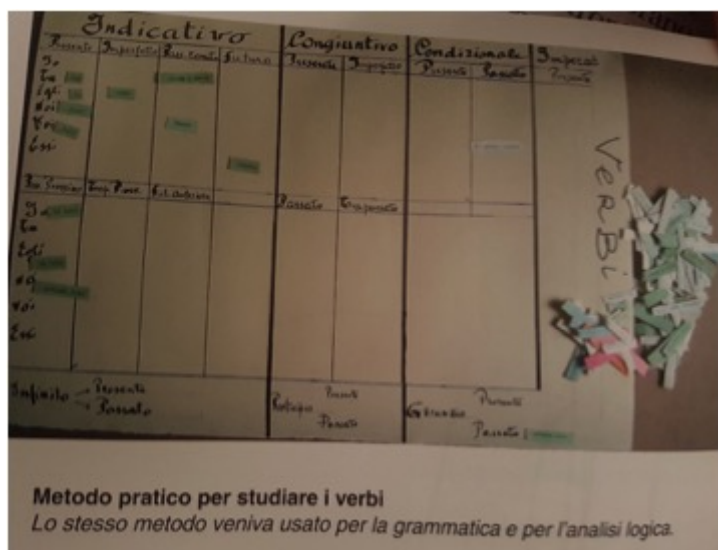 Indicativo Congiuntivo Condizionale Imperat
Presente Imperfetto Pass. remoto Futuro Presente Imperfetto Presente Passato Presente
Io
Tu
Egli
Noi
Voi
Essi
Pass. Prossimo Trap. Pross. Fut. anteriore Passato Trapassato
Io
Tu
Egli
Noi
Voi
Essi
VERBI
Infinito Presente
Passato
Participio Presente
Passato
Gerundio Presente
Passato
Metodo pratico per studiare i verbi
Lo stesso metodo veniva usato per la grammatica e per l'analisi logica.